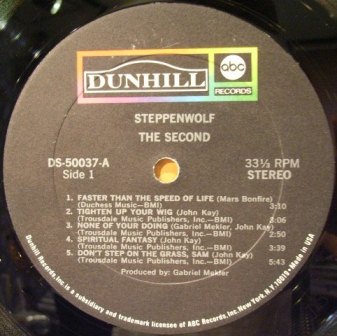 DUNHILL
abc
RECORDS
STEPPENWOLF
THE SECOND
DS-50037-A
33⅓ RPM
Side 1
STEREO
1. FASTER THAN THE SPEED OF LIFE (Mars Bonfire)
(Duchess Music—BMI) 3:10
2. TIGHTEN UP YOUR WIG (John Kay)
(Trousdale Music Publishers, Inc.—BMI) 3:06
3. NONE OF YOUR DOING (Gabriel Mekler, John Kay)
(Trousdale Music Publishers, Inc.—BMI) 2:50
4. SPIRITUAL FANTASY (John Kay)
(Trousdale Music Publishers, Inc.—BMI) 3:39
5. DON'T STEP ON THE GRASS, SAM (John Kay)
(Trousdale Music Publishers, Inc.—BMI) 5:43
Produced by: Gabriel Mekler
Dunhill Records, Inc. is a subsidiary and trademark licensee of ABC Records, Inc. New York, N.Y. 10019 • Made in USA